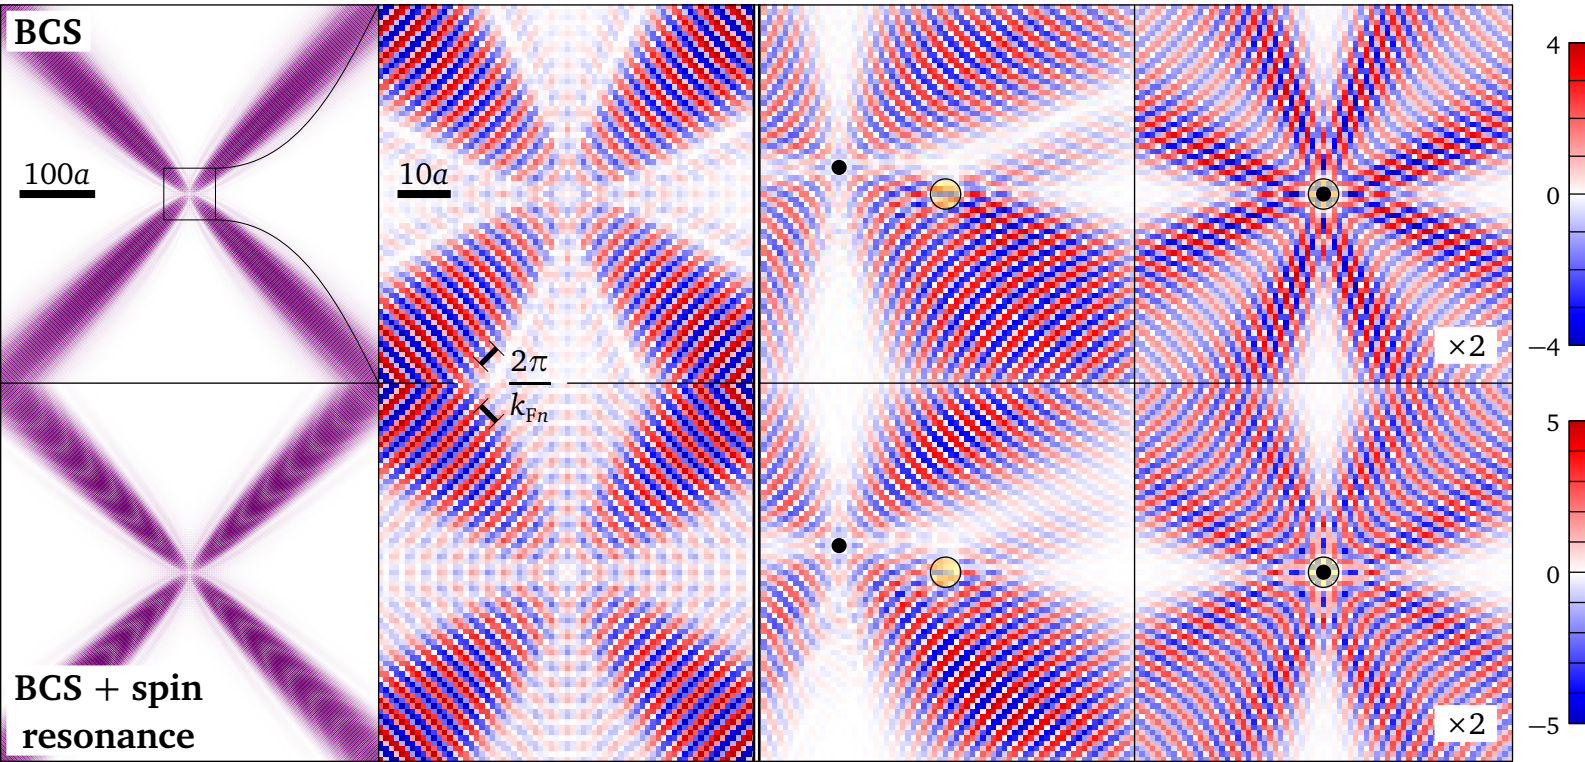 BCS
100a
10a
2π
k_Fn
×2
4
0
−4
BCS + spin
resonance
×2
5
0
−5